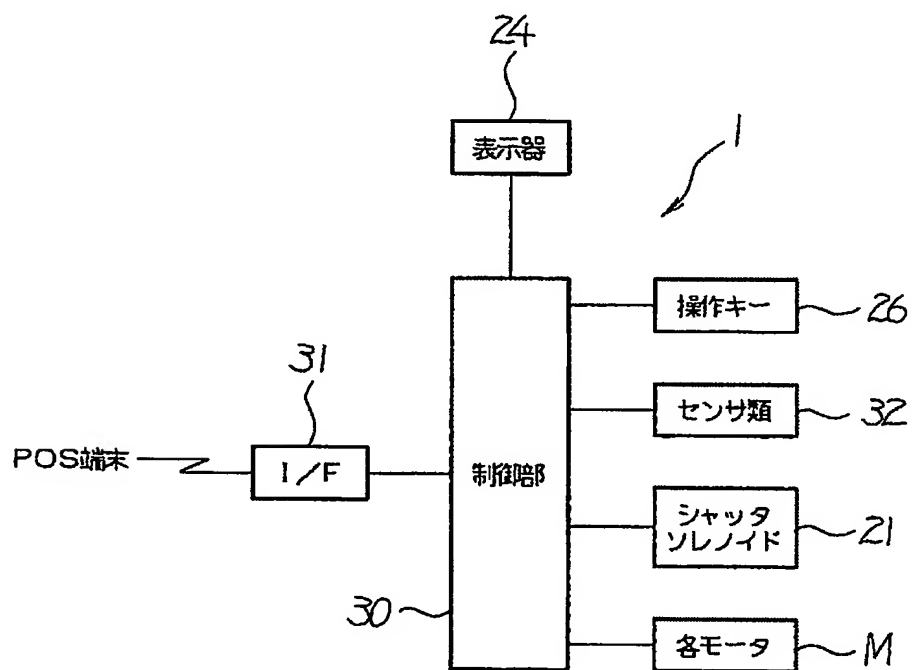 24
表示器
1
操作キー
26
31
センサ類
32
POS端末
I/F
制御部
シャッタ
ソレノイド
21
30
各モータ
M